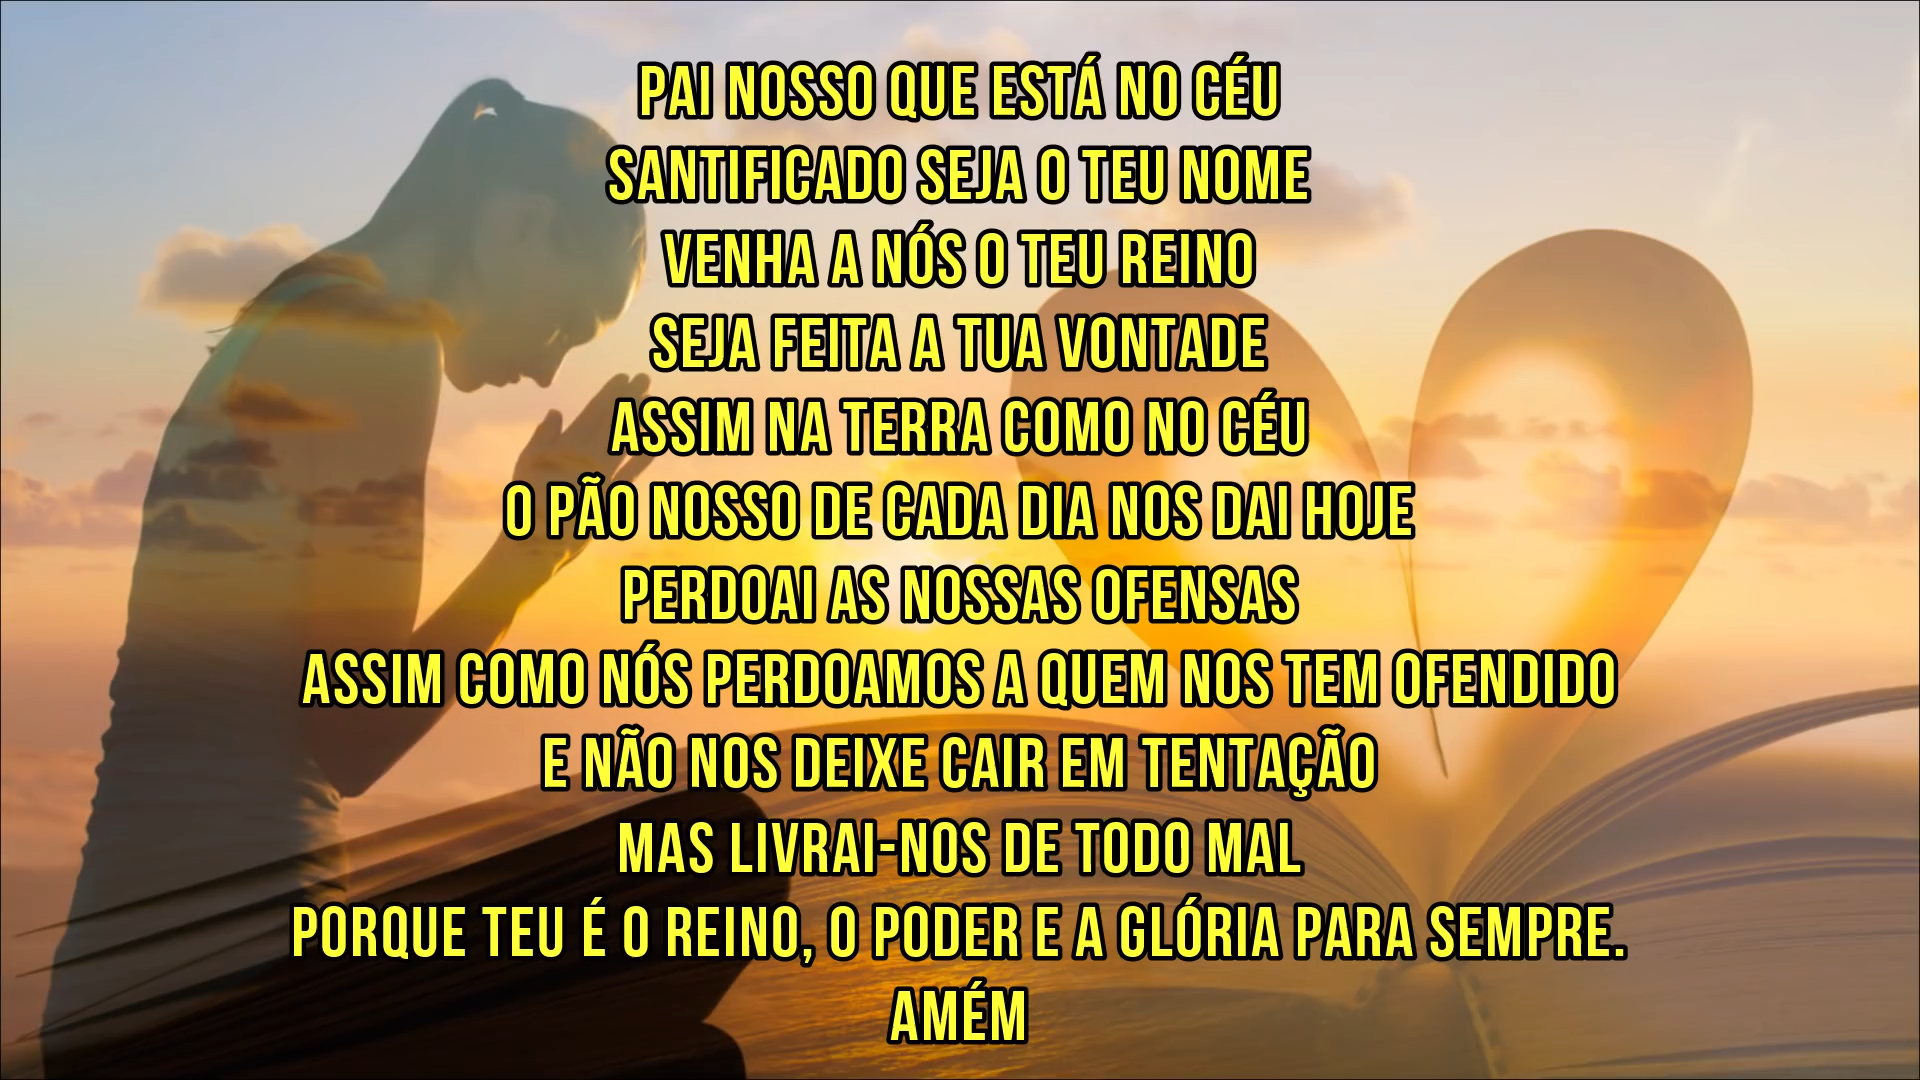 PAI NOSSO QUE ESTÁ NO CÉU
SANTIFICADO SEJA O TEU NOME
VENHA A NÓS O TEU REINO
SEJA FEITA A TUA VONTADE
ASSIM NA TERRA COMO NO CÉU
O PÃO NOSSO DE CADA DIA NOS DAI HOJE
PERDOAI AS NOSSAS OFENSAS
ASSIM COMO NÓS PERDOAMOS A QUEM NOS TEM OFENDIDO
E NÃO NOS DEIXE CAIR EM TENTAÇÃO
MAS LIVRAI-NOS DE TODO MAL
PORQUE TEU É O REINO, O PODER E A GLÓRIA PARA SEMPRE.
AMÉM